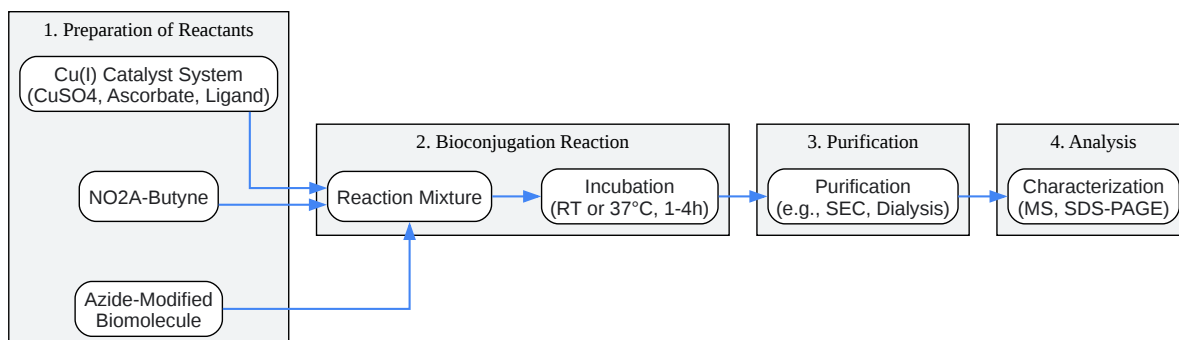 1. Preparation of Reactants
Cu(I) Catalyst System
(CuSO4, Ascorbate, Ligand)
NO2A-Butyne
Azide-Modified
Biomolecule
2. Bioconjugation Reaction
Reaction Mixture
Incubation
(RT or 37°C, 1-4h)
3. Purification
Purification
(e.g., SEC, Dialysis)
4. Analysis
Characterization
(MS, SDS-PAGE)